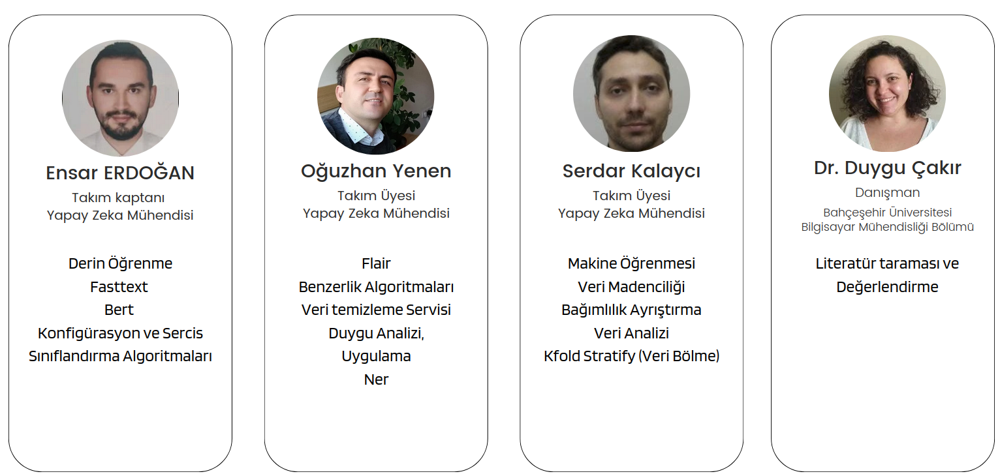 Ensar ERDOĞAN
Takım kaptanı
Yapay Zeka Mühendisi
Derin Öğrenme
Fasttext
Bert
Konfigürasyon ve Sercis
Sınıflandırma Algoritmaları
Oğuzhan Yenen
Takım Üyesi
Yapay Zeka Mühendisi
Flair
Benzerlik Algoritmaları
Veri temizleme Servisi
Duygu Analizi,
Uygulama
Ner
Serdar Kalaycı
Takım Üyesi
Yapay Zeka Mühendisi
Makine Öğrenmesi
Veri Madenciliği
Bağımlılık Ayrıştırma
Veri Analizi
Kfold Stratify (Veri Bölme)
Dr. Duygu Çakır
Danışman
Bahçeşehir Üniversitesi
Bilgisayar Mühendisliği Bölümü
Literatür taraması ve
Değerlendirme